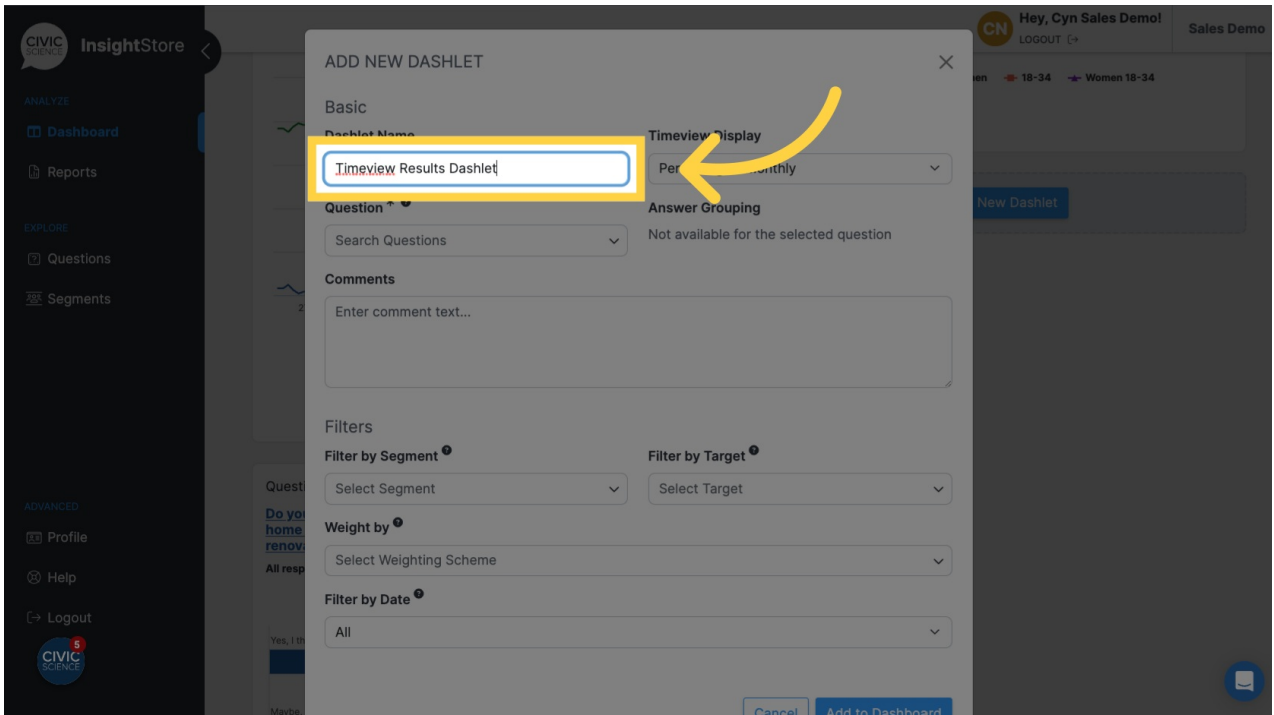 CIVIC
SCIENCE
InsightStore
ANALYZE
Dashboard
Reports
EXPLORE
Questions
Segments
ADVANCED
Profile
Help
Logout
5
CIVIC
SCIENCE
CN
Hey, Cyn Sales Demo!
LOGOUT
Sales Demo
18-34
Women 18-34
New Dashlet
ADD NEW DASHLET
Basic
Dashlet Name
Timeview Display
Timeview Results Dashlet
Question *
Answer Grouping
Search Questions
Not available for the selected question
Comments
Enter comment text...
Filters
Filter by Segment
Filter by Target
Select Segment
Select Target
Weight by
Select Weighting Scheme
Filter by Date
All
Cancel
Add to Dashboard
Do you
home
All resp
Yes, I th
Maybe,